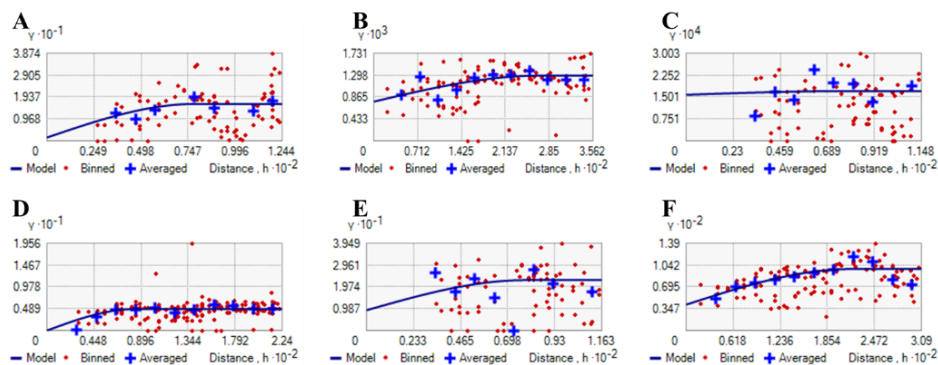 A
γ ·10⁻¹
3.874
2.905
1.937
0.968
0 0.249 0.498 0.747 0.996 1.244
Model Binned Averaged Distance , h ·10⁻²
B
γ ·10³
1.731
1.298
0.865
0.433
0 0.712 1.425 2.137 2.85 3.562
Model Binned Averaged Distance , h ·10⁻²
C
γ ·10⁴
3.003
2.252
1.501
0.751
0 0.23 0.459 0.689 0.919 1.148
Model Binned Averaged Distance , h ·10⁻²
D
γ ·10⁻¹
1.956
1.467
0.978
0.489
0 0.448 0.896 1.344 1.792 2.24
Model Binned Averaged Distance , h ·10⁻²
E
γ ·10⁻¹
3.949
2.961
1.974
0.987
0 0.233 0.465 0.698 0.93 1.163
Model Binned Averaged Distance , h ·10⁻²
F
γ ·10⁻²
1.39
1.042
0.695
0.347
0 0.618 1.236 1.854 2.472 3.09
Model Binned Averaged Distance , h ·10⁻²